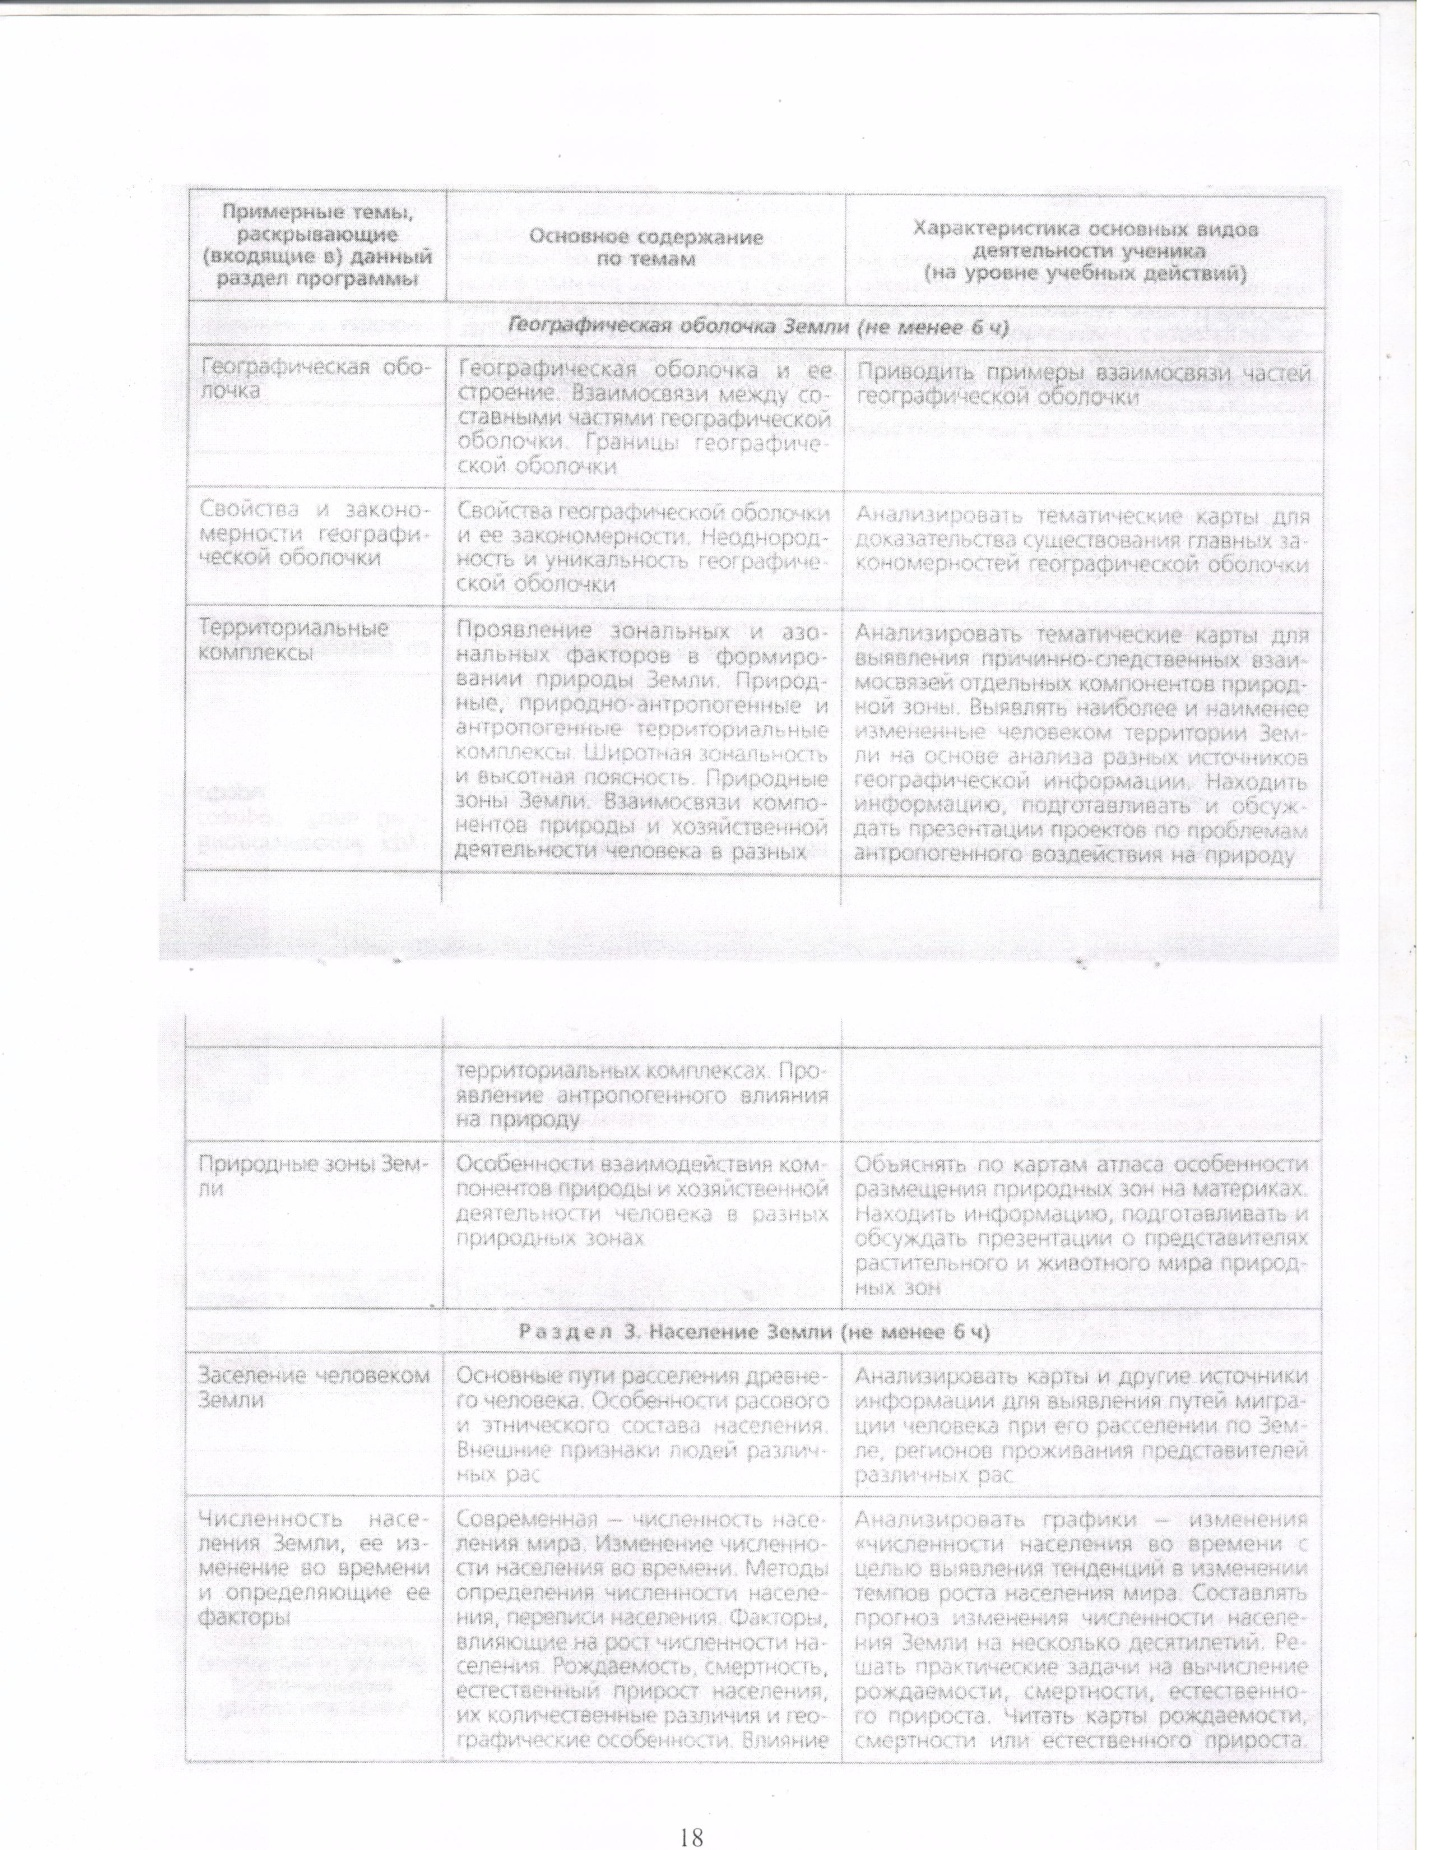 Примерные темы,
раскрывающие
(входящие в) данный
раздел программы
Основное содержание
по темам
Характеристика основных видов
деятельности ученика
(на уровне учебных действий)
Географическая оболочка Земли (не менее 6 ч)
Географическая обо-
лочка
Географическая оболочка и ее
строение. Взаимосвязи между со-
ставными частями географической
оболочки. Границы географиче-
ской оболочки
Приводить примеры взаимосвязи частей
географической оболочки
Свойства и законо-
мерности географи-
ческой оболочки
Свойства географической оболочки
и ее закономерности. Неоднород-
ность и уникальность географиче-
ской оболочки
Анализировать тематические карты для
доказательства существования главных за-
кономерностей географической оболочки
Территориальные
комплексы
Проявление зональных и азо-
нальных факторов в формиро-
вании природы Земли. Природ-
ные, природно-антропогенные и
антропогенные территориальные
комплексы. Широтная зональность
и высотная поясность. Природные
зоны Земли. Взаимосвязи компо-
нентов природы и хозяйственной
деятельности человека в разных
Анализировать тематические карты для
выявления причинно-следственных взаи-
мосвязей отдельных компонентов природ-
ной зоны. Выявлять наиболее и наименее
измененные человеком территории Зем-
ли на основе анализа разных источников
географической информации. Находить
информацию, подготавливать и обсуж-
дать презентации проектов по проблемам
антропогенного воздействия на природу
территориальных комплексах. Про-
явление антропогенного влияния
на природу
Природные зоны Зем-
ли
Особенности взаимодействия ком-
понентов природы и хозяйственной
деятельности человека в разных
природных зонах
Объяснять по картам атласа особенности
размещения природных зон на материках.
Находить информацию, подготавливать и
обсуждать презентации о представителях
растительного и животного мира природ-
ных зон
Раздел 3. Население Земли (не менее 6 ч)
Заселение человеком
Земли
Основные пути расселения древне-
го человека. Особенности расового
и этнического состава населения.
Внешние признаки людей различ-
ных рас
Анализировать карты и другие источники
информации для выявления путей мигра-
ции человека при его расселении по Зем-
ле, регионов проживания представителей
различных рас
Численность насе-
ления Земли, ее из-
менение во времени
и определяющие ее
факторы
Современная — численность насе-
ления мира. Изменение численно-
сти населения во времени. Методы
определения численности населе-
ния, переписи населения. Факторы,
влияющие на рост численности на-
селения. Рождаемость, смертность,
естественный прирост населения,
их количественные различия и гео-
графические особенности. Влияние
Анализировать графики — изменения
«численности населения во времени с
целью выявления тенденций в изменении
темпов роста населения мира. Составлять
прогноз изменения численности населе-
ния Земли на несколько десятилетий. Ре-
шать практические задачи на вычисление
рождаемости, смертности, естественно-
го прироста. Читать карты рождаемости,
смертности или естественного прироста.
18